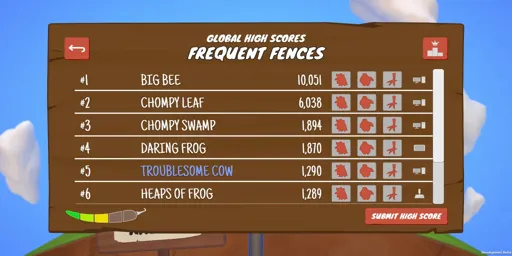 GLOBAL HIGH SCORES
FREQUENT FENCES
#1 BIG BEE 10,051
#2 CHOMPY LEAF 6,038
#3 CHOMPY SWAMP 1,894
#4 DARING FROG 1,870
#5 TROUBLESOME COW 1,290
#6 HEAPS OF FROG 1,289
SUBMIT HIGH SCORE